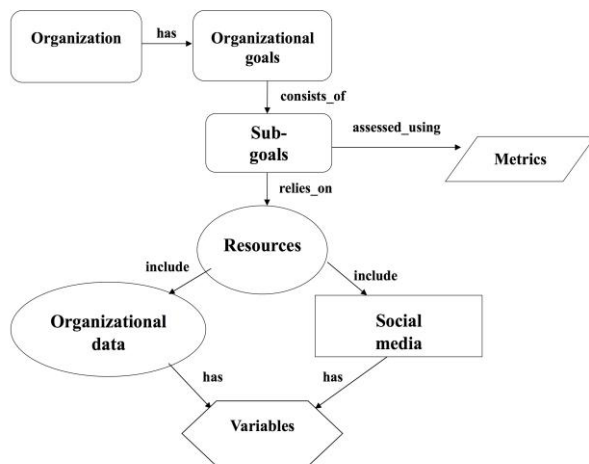 Organization
has
Organizational
goals
consists_of
Sub-
goals
assessed_using
Metrics
relies_on
Resources
include
include
Organizational
data
Social
media
has
has
Variables